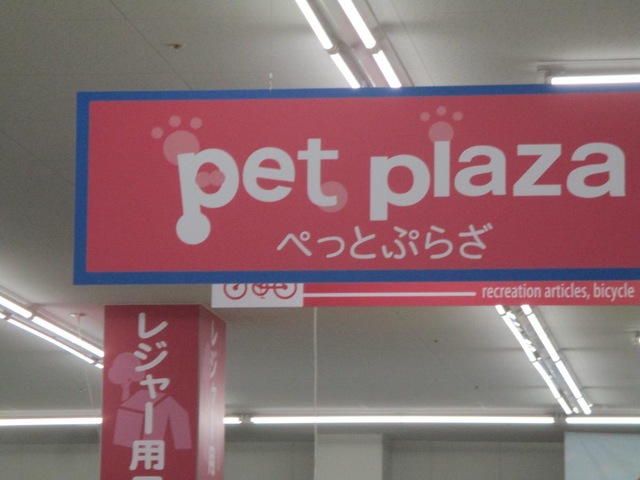 pet plaza
ぺっとぷらざ
recreation articles, bicycle
レジャー用